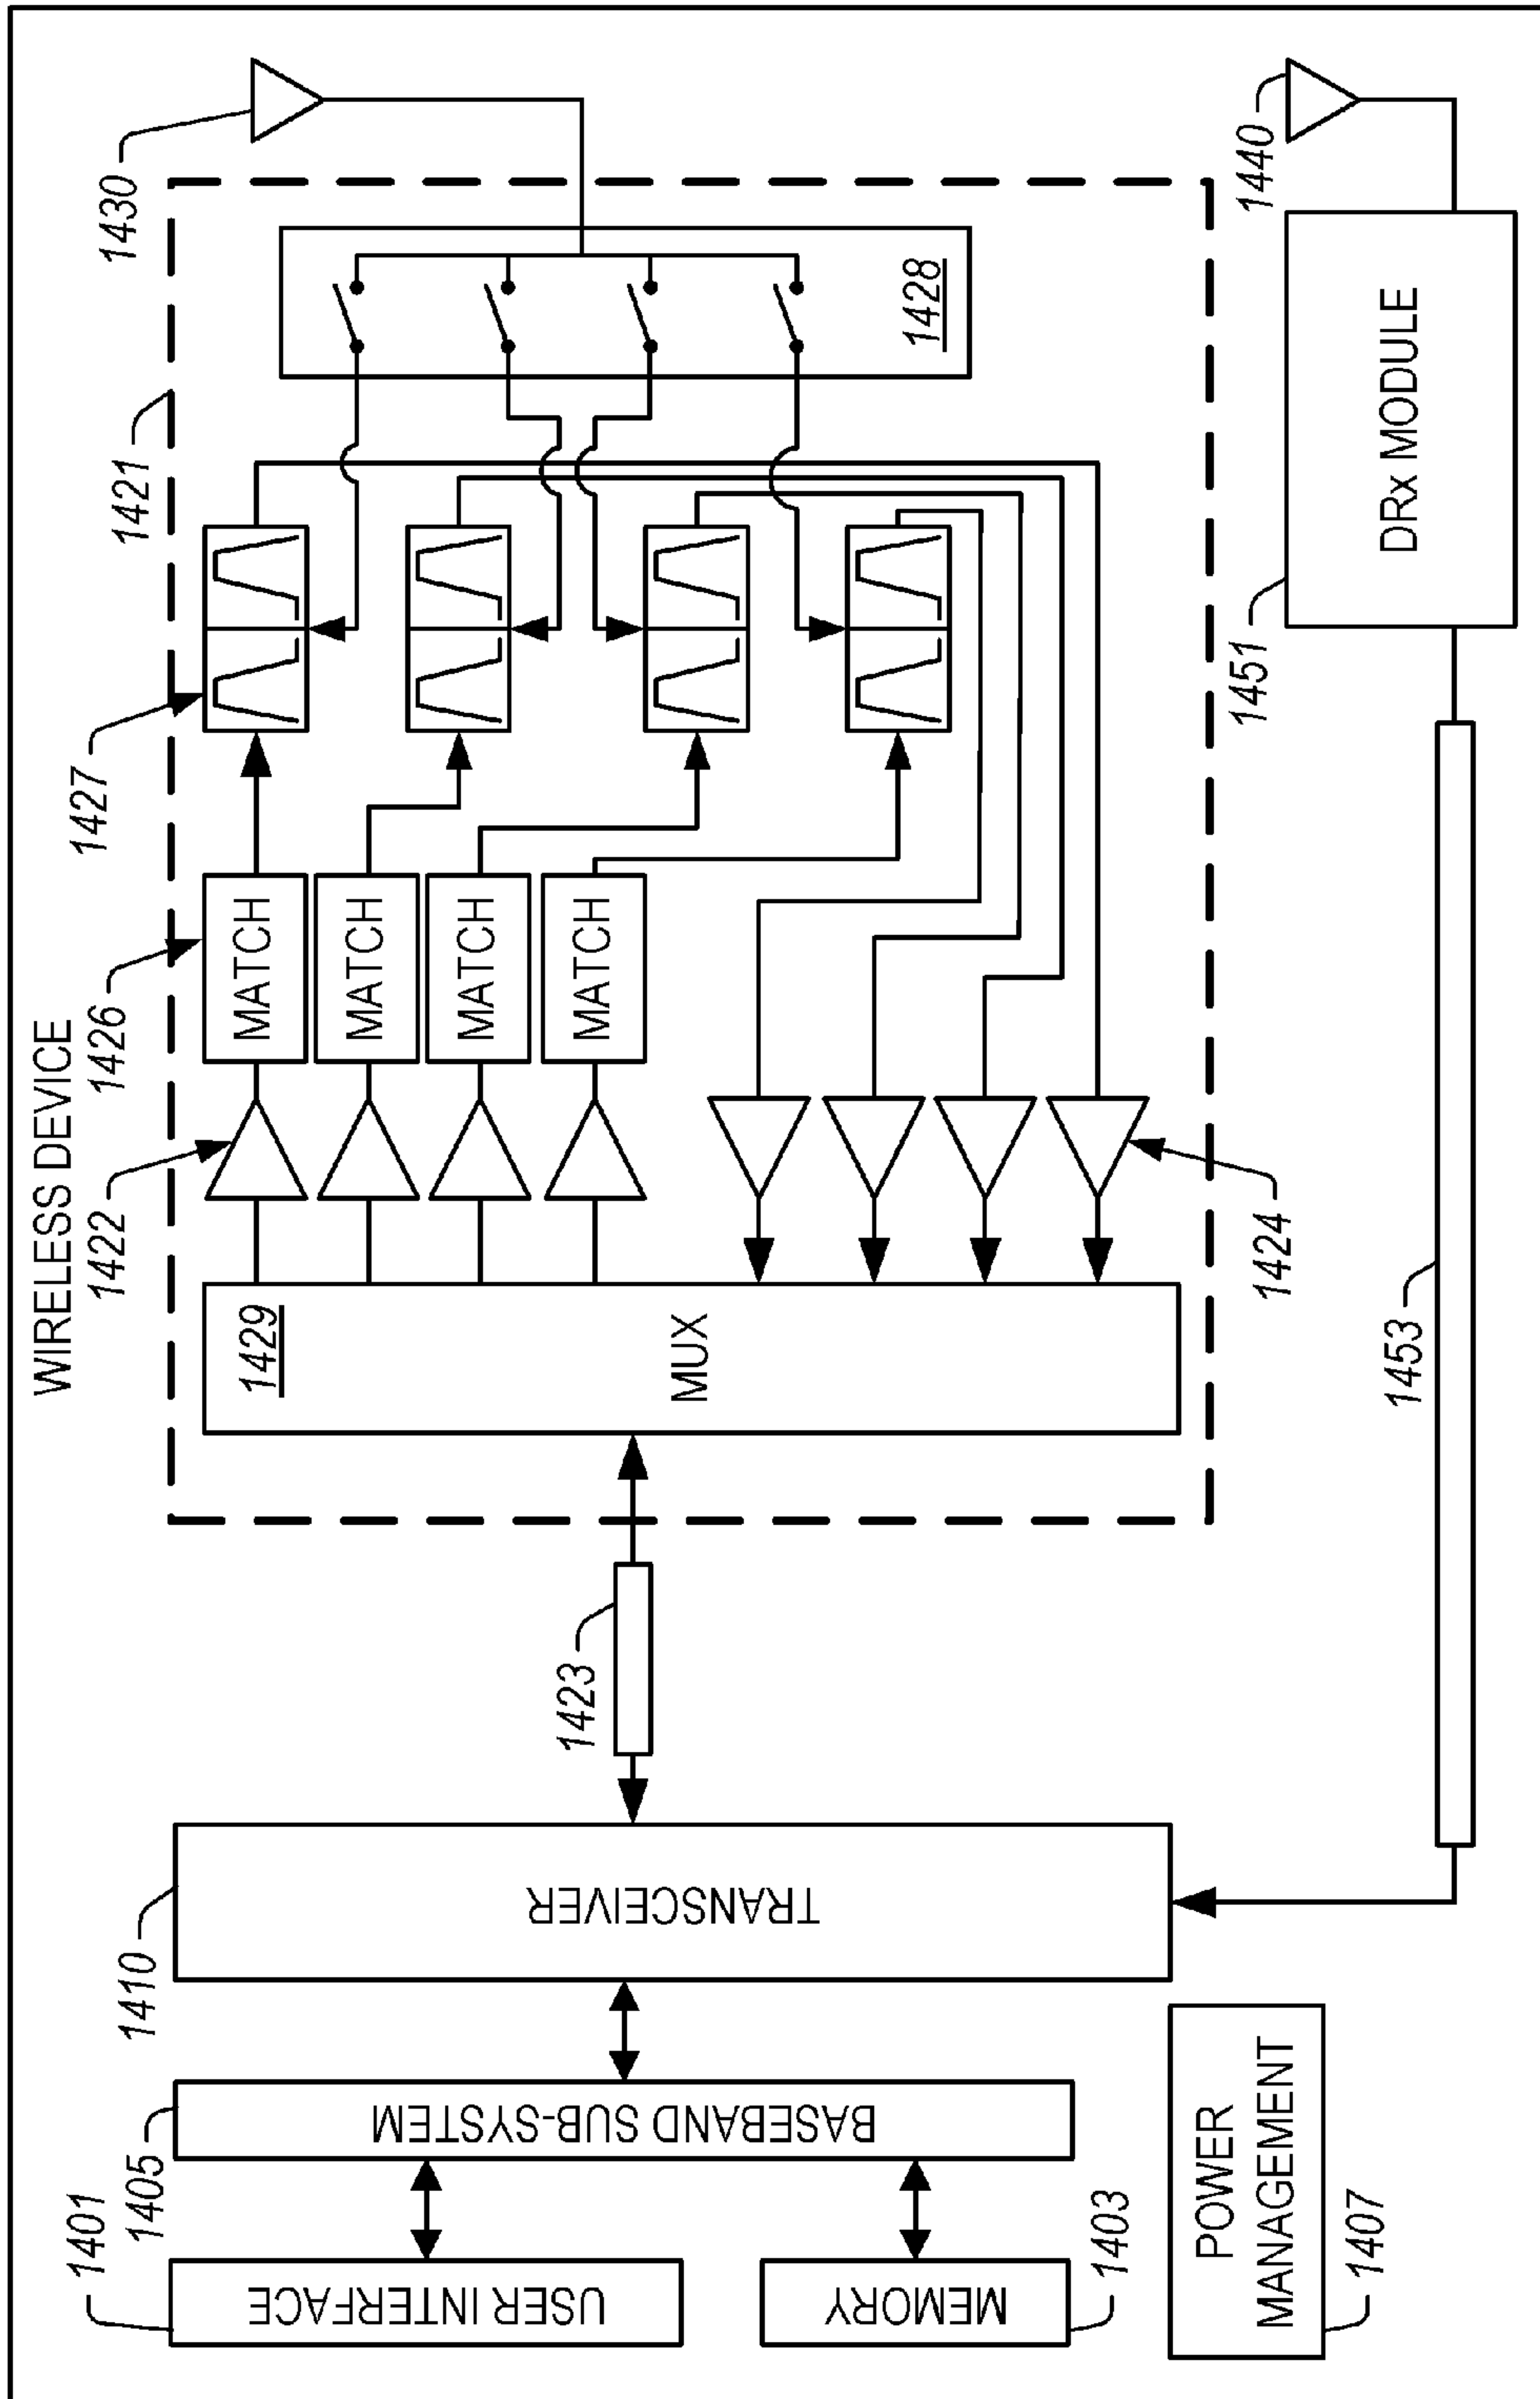 WIRELESS DEVICE
1401
1405
1410
1423
1422
1426
1427
1421
1430
USER INTERFACE
BASEBAND SUB-SYSTEM
TRANSCEIVER
1429
MUX
MATCH
MATCH
MATCH
MATCH
1428
MEMORY
1403
1424
POWER
MANAGEMENT
1407
1453
1451
DRx MODULE
1440